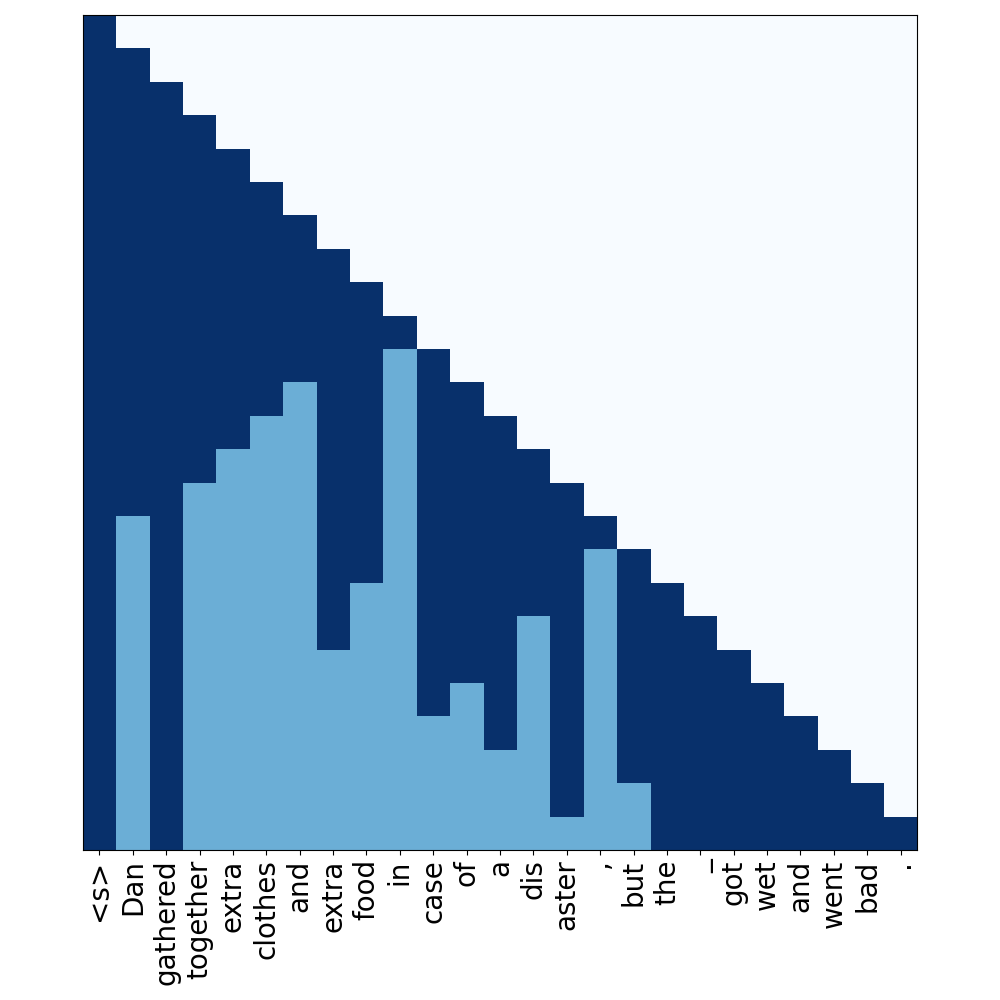 <s> Dan gathered together extra clothes and extra food in case of a dis aster , but the _ got wet and went bad .